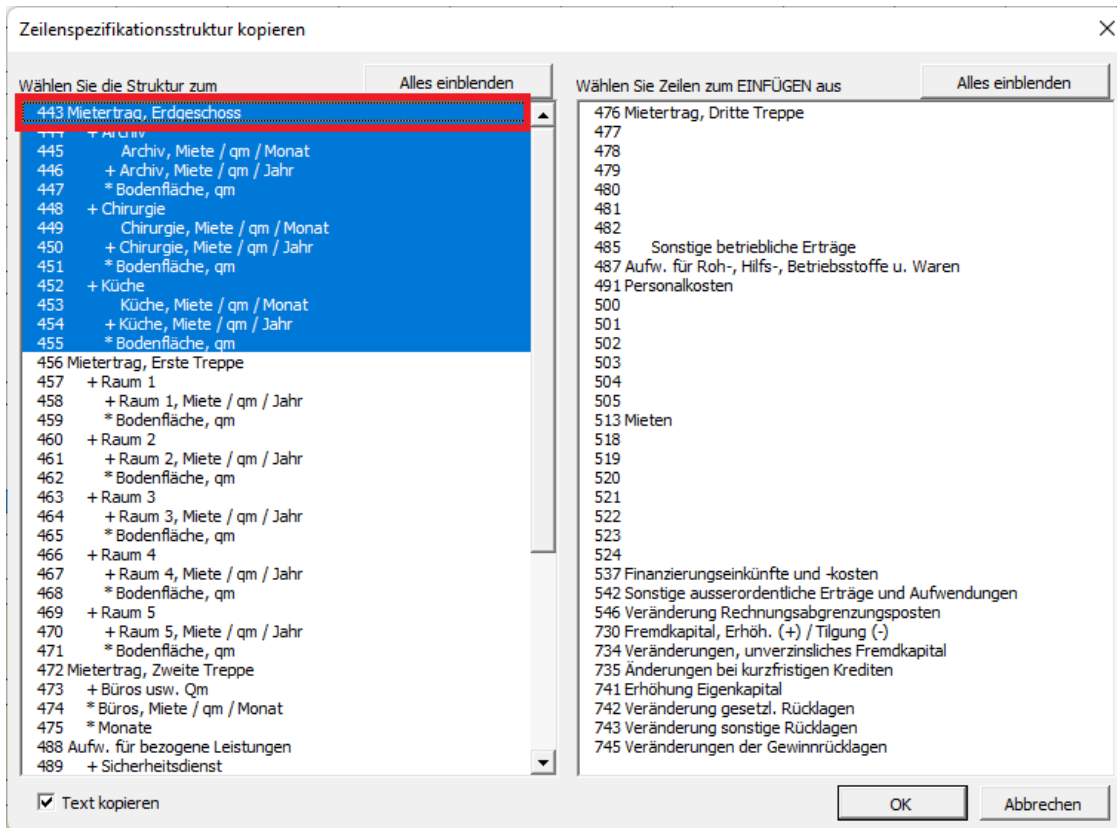 Zeilenspezifikationsstruktur kopieren
Wählen Sie die Struktur zum
Alles einblenden
443 Mietertrag, Erdgeschoss
444 + Archiv
445 Archiv, Miete / qm / Monat
446 + Archiv, Miete / qm / Jahr
447 * Bodenfläche, qm
448 + Chirurgie
449 Chirurgie, Miete / qm / Monat
450 + Chirurgie, Miete / qm / Jahr
451 * Bodenfläche, qm
452 + Küche
453 Küche, Miete / qm / Monat
454 + Küche, Miete / qm / Jahr
455 * Bodenfläche, qm
456 Mietertrag, Erste Treppe
457 + Raum 1
458 + Raum 1, Miete / qm / Jahr
459 * Bodenfläche, qm
460 + Raum 2
461 + Raum 2, Miete / qm / Jahr
462 * Bodenfläche, qm
463 + Raum 3
464 + Raum 3, Miete / qm / Jahr
465 * Bodenfläche, qm
466 + Raum 4
467 + Raum 4, Miete / qm / Jahr
468 * Bodenfläche, qm
469 + Raum 5
470 + Raum 5, Miete / qm / Jahr
471 * Bodenfläche, qm
472 Mietertrag, Zweite Treppe
473 + Büros usw. Qm
474 * Büros, Miete / qm / Monat
475 * Monate
488 Aufw. für bezogene Leistungen
489 + Sicherheitsdienst
Wählen Sie Zeilen zum EINFÜGEN aus
Alles einblenden
476 Mietertrag, Dritte Treppe
477
478
479
480
481
482
485 Sonstige betriebliche Erträge
487 Aufw. für Roh-, Hilfs-, Betriebsstoffe u. Waren
491 Personalkosten
500
501
502
503
504
505
513 Mieten
518
519
520
521
522
523
524
537 Finanzierungseinkünfte und -kosten
542 Sonstige ausserordentliche Erträge und Aufwendungen
546 Veränderung Rechnungsabgrenzungsposten
730 Fremdkapital, Erhöh. (+) / Tilgung (-)
734 Veränderungen, unverzinsliches Fremdkapital
735 Änderungen bei kurzfristigen Krediten
741 Erhöhung Eigenkapital
742 Veränderung gesetzl. Rücklagen
743 Veränderung sonstige Rücklagen
745 Veränderungen der Gewinnrücklagen
Text kopieren
OK
Abbrechen